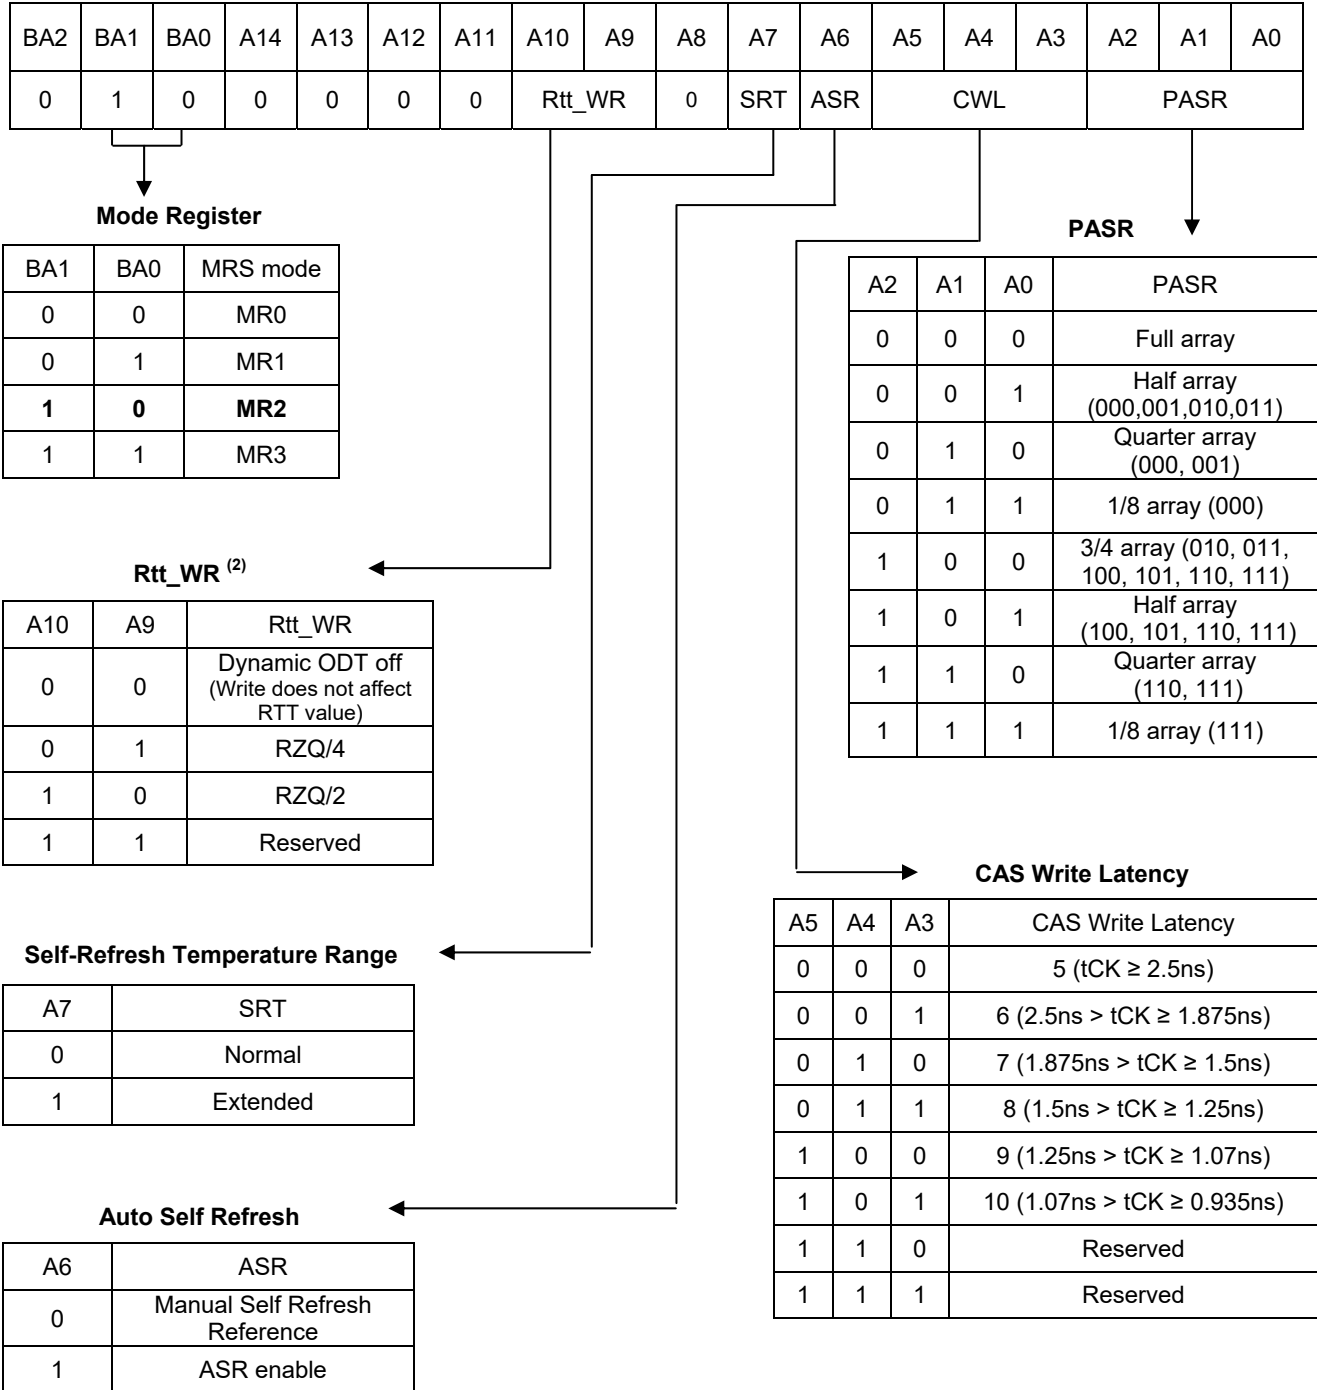 BA2 BA1 BA0 A14 A13 A12 A11 A10 A9 A8 A7 A6 A5 A4 A3 A2 A1 A0
0 1 0 0 0 0 0 Rtt_WR 0 SRT ASR CWL PASR
Mode Register
BA1 BA0 MRS mode
0 0 MR0
0 1 MR1
1 0 MR2
1 1 MR3
PASR
A2 A1 A0 PASR
0 0 0 Full array
0 0 1 Half array
(000,001,010,011)
0 1 0 Quarter array
(000, 001)
0 1 1 1/8 array (000)
1 0 0 3/4 array (010, 011,
100, 101, 110, 111)
1 0 1 Half array
(100, 101, 110, 111)
1 1 0 Quarter array
(110, 111)
1 1 1 1/8 array (111)
Rtt_WR (2)
A10 A9 Rtt_WR
0 0 Dynamic ODT off
(Write does not affect
RTT value)
0 1 RZQ/4
1 0 RZQ/2
1 1 Reserved
CAS Write Latency
A5 A4 A3 CAS Write Latency
0 0 0 5 (tCK ≥ 2.5ns)
0 0 1 6 (2.5ns > tCK ≥ 1.875ns)
0 1 0 7 (1.875ns > tCK ≥ 1.5ns)
0 1 1 8 (1.5ns > tCK ≥ 1.25ns)
1 0 0 9 (1.25ns > tCK ≥ 1.07ns)
1 0 1 10 (1.07ns > tCK ≥ 0.935ns)
1 1 0 Reserved
1 1 1 Reserved
Self-Refresh Temperature Range
A7 SRT
0 Normal
1 Extended
Auto Self Refresh
A6 ASR
0 Manual Self Refresh
Reference
1 ASR enable